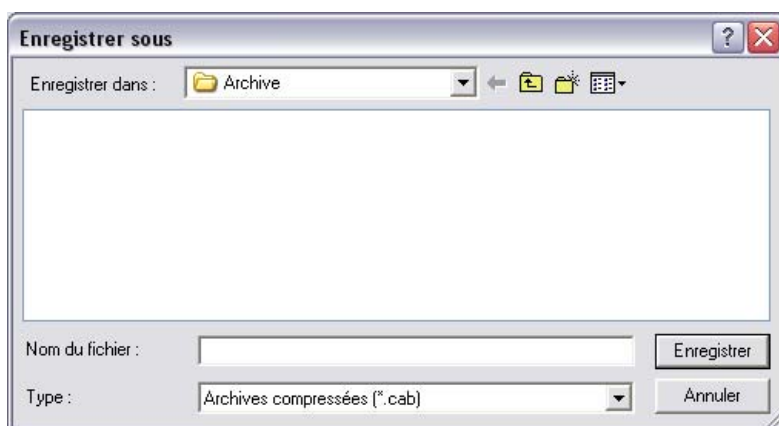 Enregistrer sous
Enregistrer dans : Archive
Nom du fichier : Enregistrer
Type : Archives compressées (*.cab) Annuler